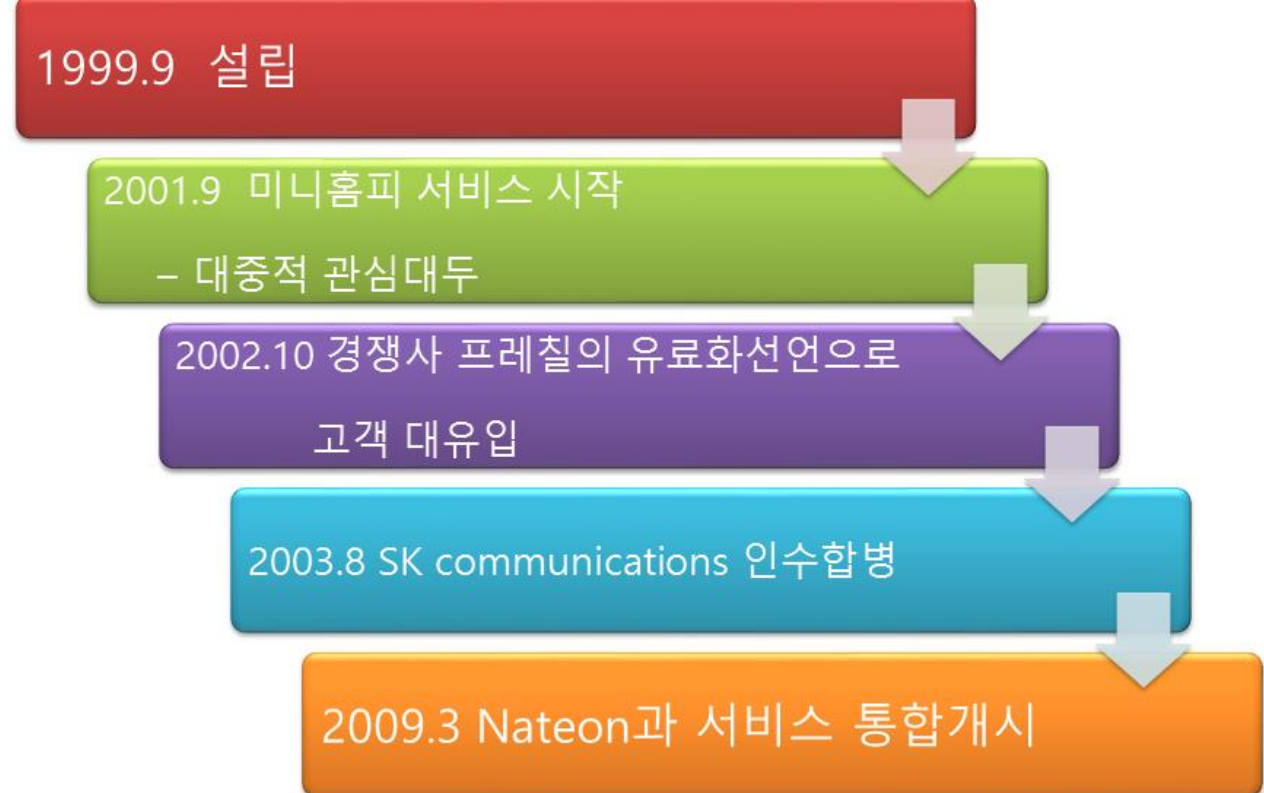 1999.9 설립
2001.9 미니홈피 서비스 시작
– 대중적 관심대두
2002.10 경쟁사 프레칠의 유료화선언으로
고객 대유입
2003.8 SK communications 인수합병
2009.3 Nateon과 서비스 통합개시